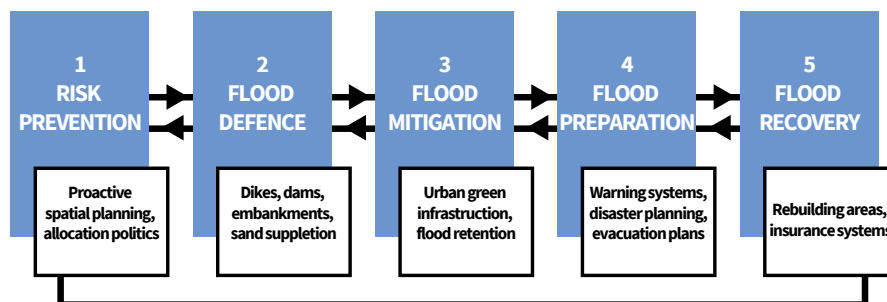 1
RISK
PREVENTION
Proactive
spatial planning,
allocation politics
2
FLOOD
DEFENCE
Dikes, dams,
embankments,
sand suppletion
3
FLOOD
MITIGATION
Urban green
infrastruction,
flood retention
4
FLOOD
PREPARATION
Warning systems,
disaster planning,
evacuation plans
5
FLOOD
RECOVERY
Rebuilding areas,
insurance systems